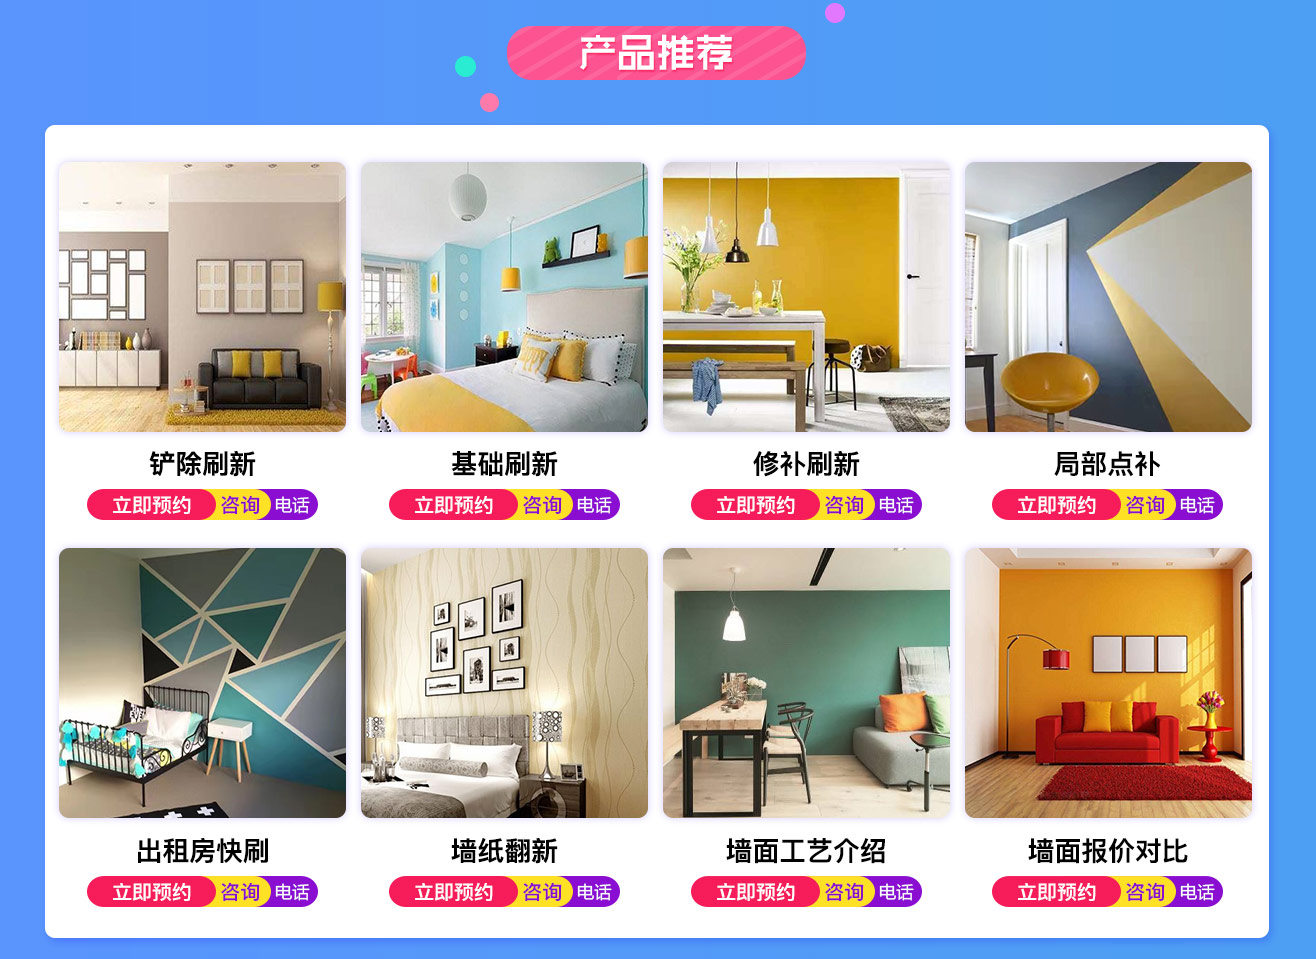 产品推荐
铲除刷新
立即预约 咨询 电话
基础刷新
立即预约 咨询 电话
修补刷新
立即预约 咨询 电话
局部点补
立即预约 咨询 电话
出租房快刷
立即预约 咨询 电话
墙纸翻新
立即预约 咨询 电话
墙面工艺介绍
立即预约 咨询 电话
墙面报价对比
立即预约 咨询 电话